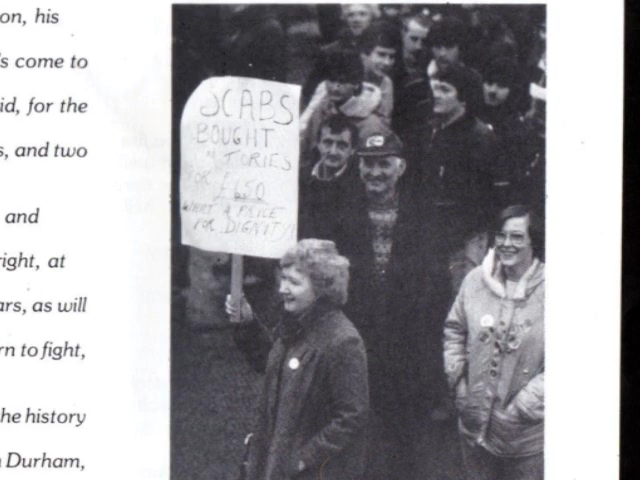 on, his
's come to
id, for the
s, and two
and
right, at
ars, as will
rn to fight,
he history
n Durham,
SCABS
BOUGHT
" TORIES
FOR £650
WHAT A PRICE
FOR DIGNITY!